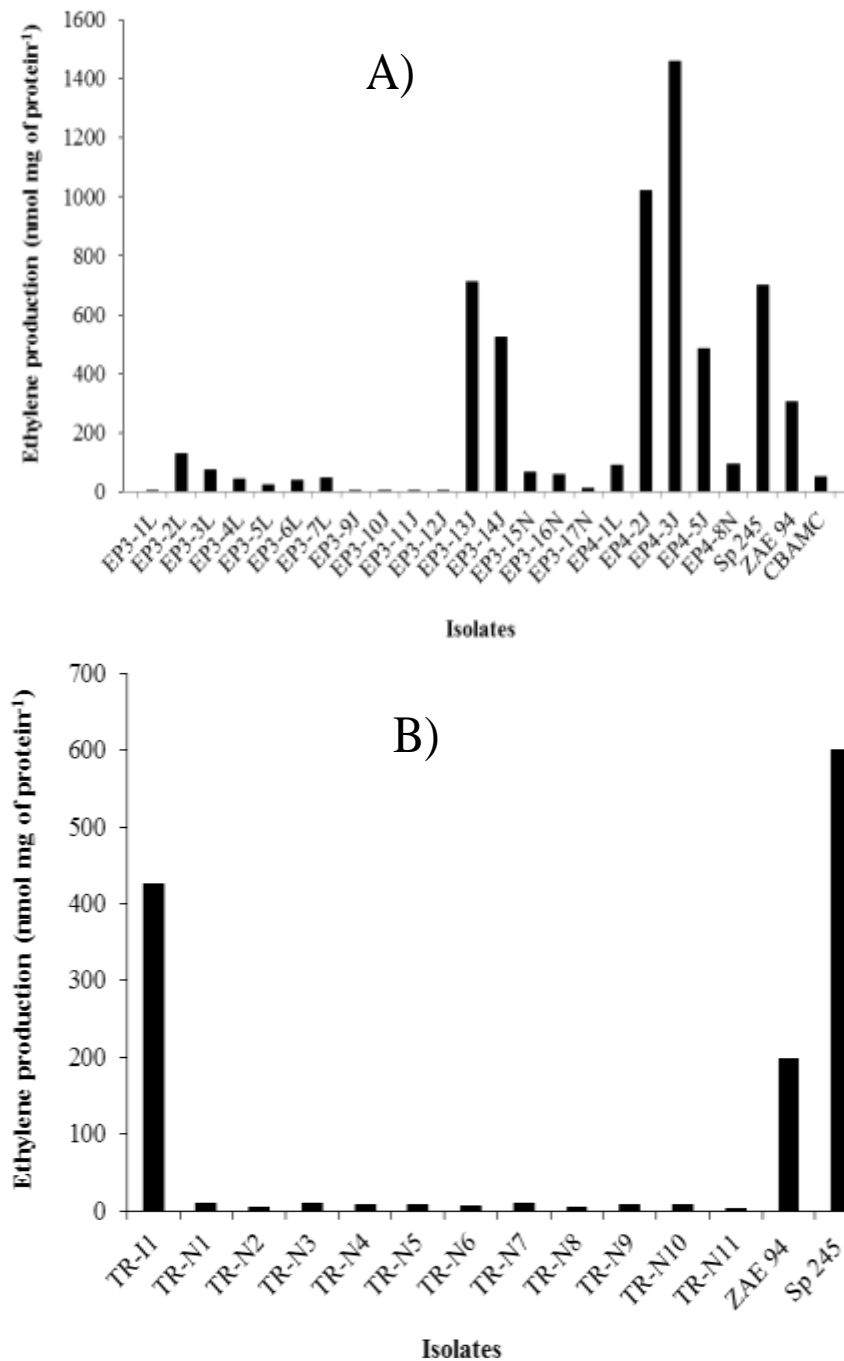 A)
Ethylene production (nmol mg of protein⁻¹)
1600
1400
1200
1000
800
600
400
200
0
EP3-1L
EP3-2L
EP3-3L
EP3-4L
EP3-5L
EP3-6L
EP3-7L
EP3-9J
EP3-10J
EP3-11J
EP3-12J
EP3-13J
EP3-14J
EP3-15N
EP3-16N
EP3-17N
EP4-1L
EP4-2J
EP4-3J
EP4-5J
EP4-8N
Sp 245
ZAE 94
CBAMC
Isolates
B)
Ethylene production (nmol mg of protein⁻¹)
700
600
500
400
300
200
100
0
TR-I1
TR-N1
TR-N2
TR-N3
TR-N4
TR-N5
TR-N6
TR-N7
TR-N8
TR-N9
TR-N10
TR-N11
ZAE 94
Sp 245
Isolates